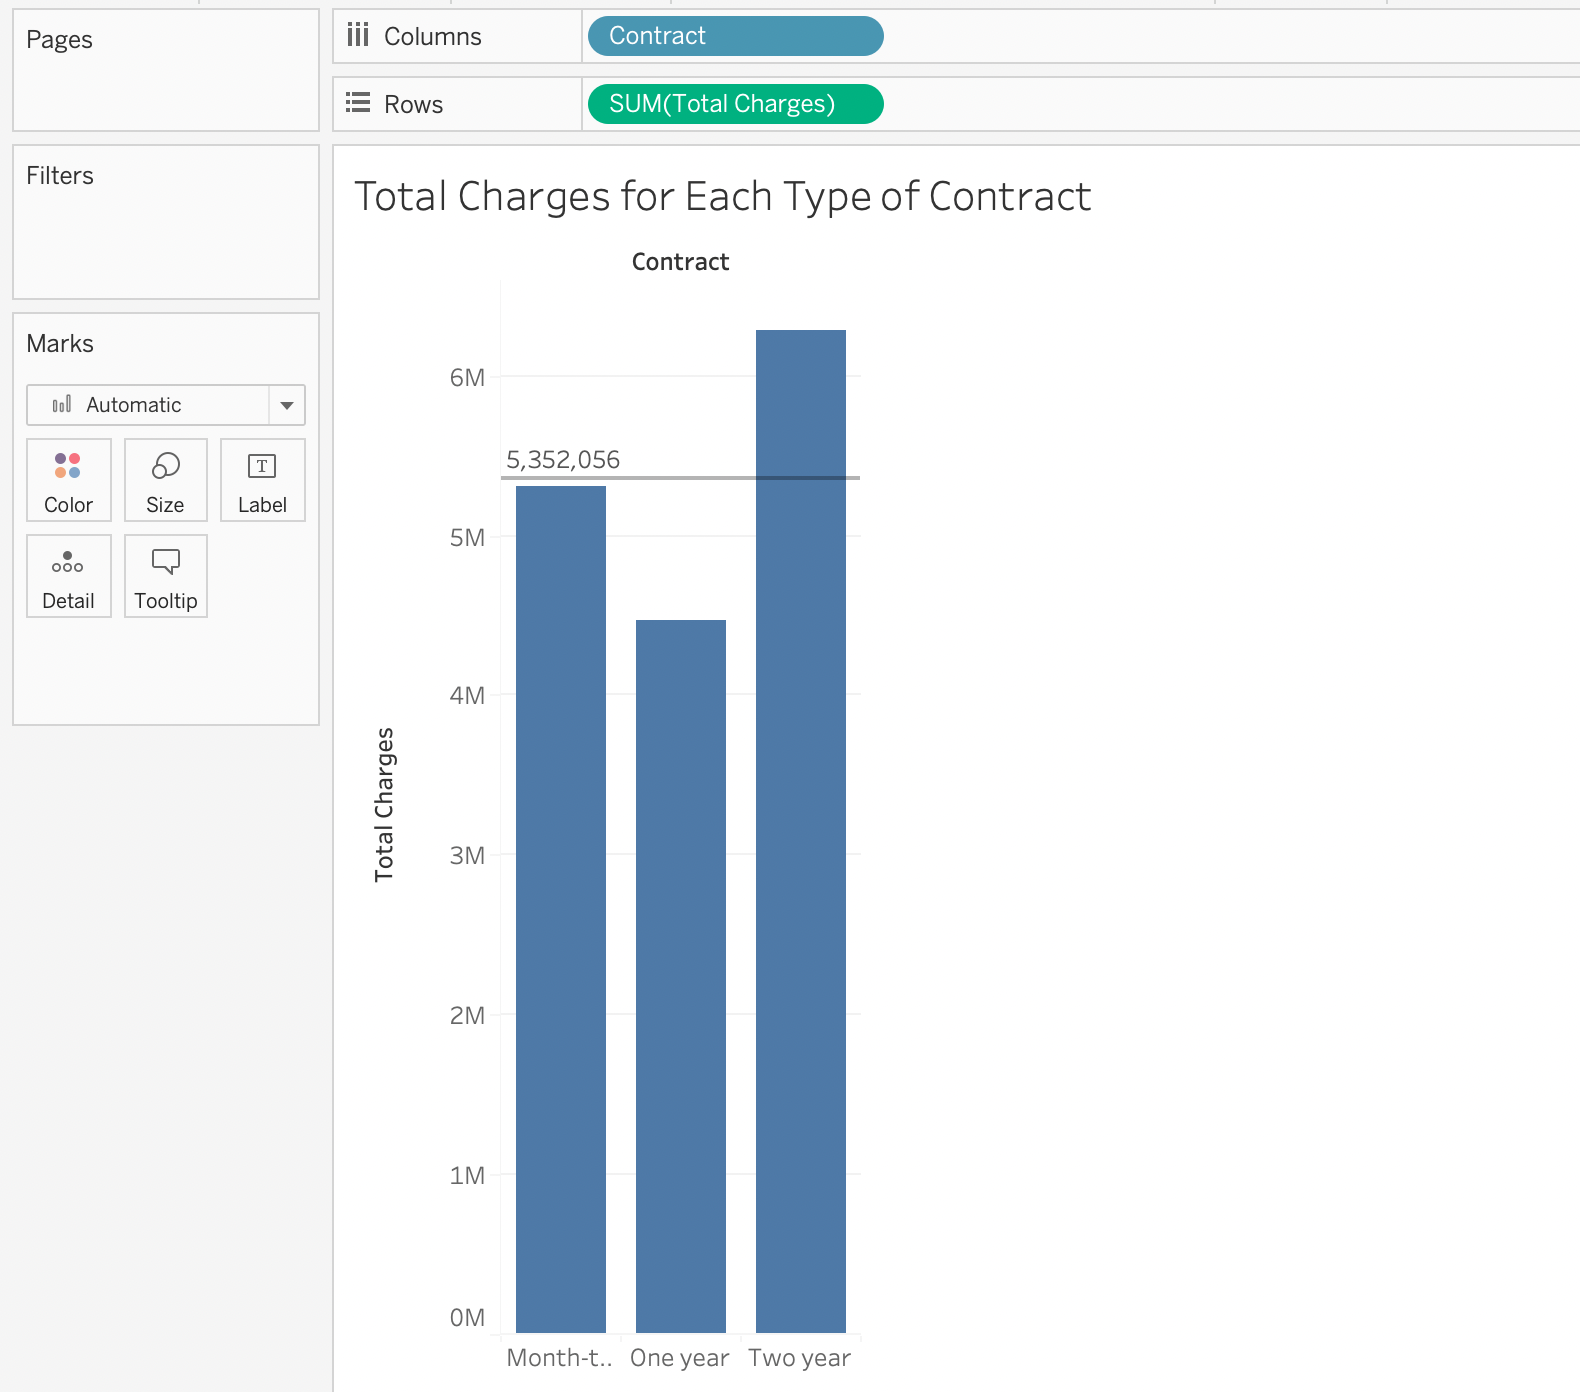 Pages
Columns
Contract
Rows
SUM(Total Charges)
Filters
Marks
Automatic
Color
Size
T
Label
Detail
Tooltip
Total Charges for Each Type of Contract
Contract
6M
5,352,056
5M
4M
3M
2M
1M
0M
Total Charges
Month-t.. One year Two year